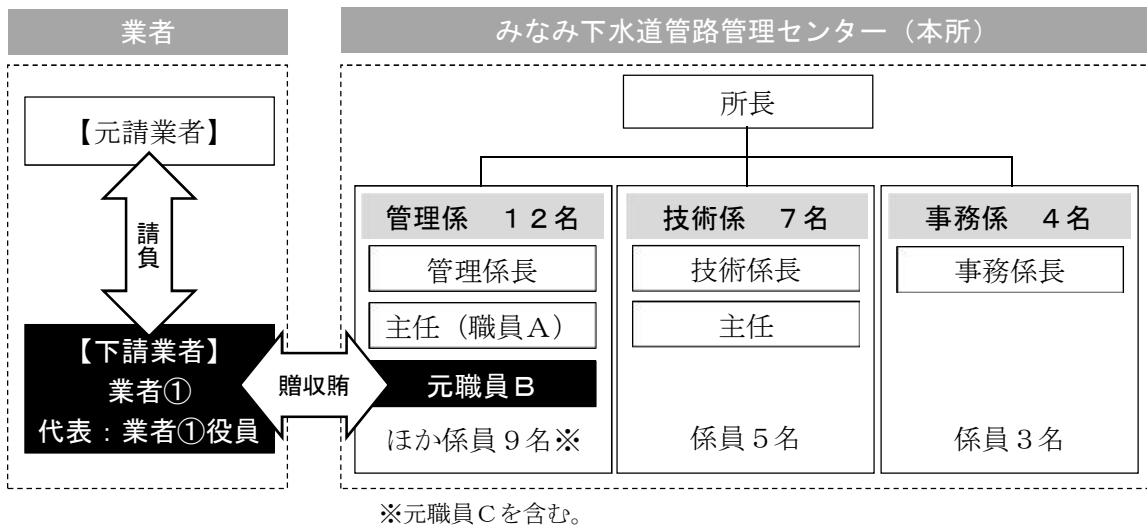 業者
みなみ下水道管路管理センター（本所）
【元請業者】
請負
【下請業者】
業者①
代表：業者①役員
贈収賄
所長
管理係　１２名
管理係長
主任（職員Ａ）
元職員Ｂ
ほか係員９名※
技術係　７名
技術係長
主任
係員５名
事務係　４名
事務係長
係員３名
※元職員Ｃを含む。